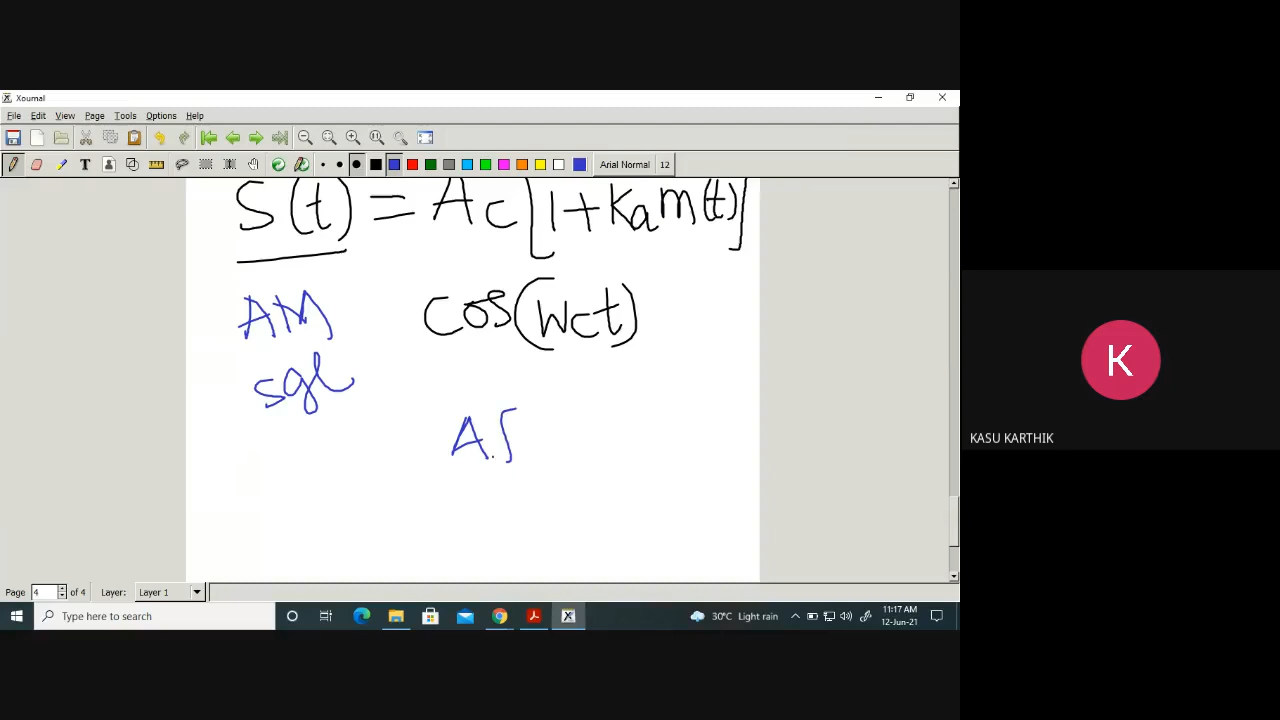 Xournal
File Edit View Page Tools Options Help
Arial Normal 12
S(t) = Ac[1+Kam(t)]
AM cos(Wct)
sgl
A
K
KASU KARTHIK
Page 4 of 4 Layer: Layer 1
Type here to search 30°C Light rain 11:17 AM
12-Jun-21